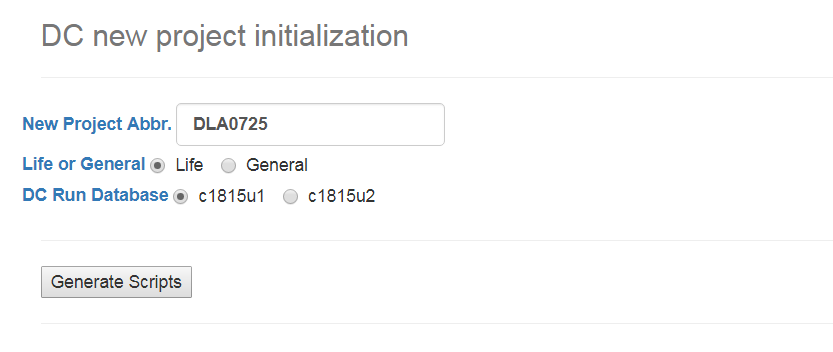 DC new project initialization
New Project Abbr. DLA0725
Life or General Life General
DC Run Database c1815u1 c1815u2
Generate Scripts